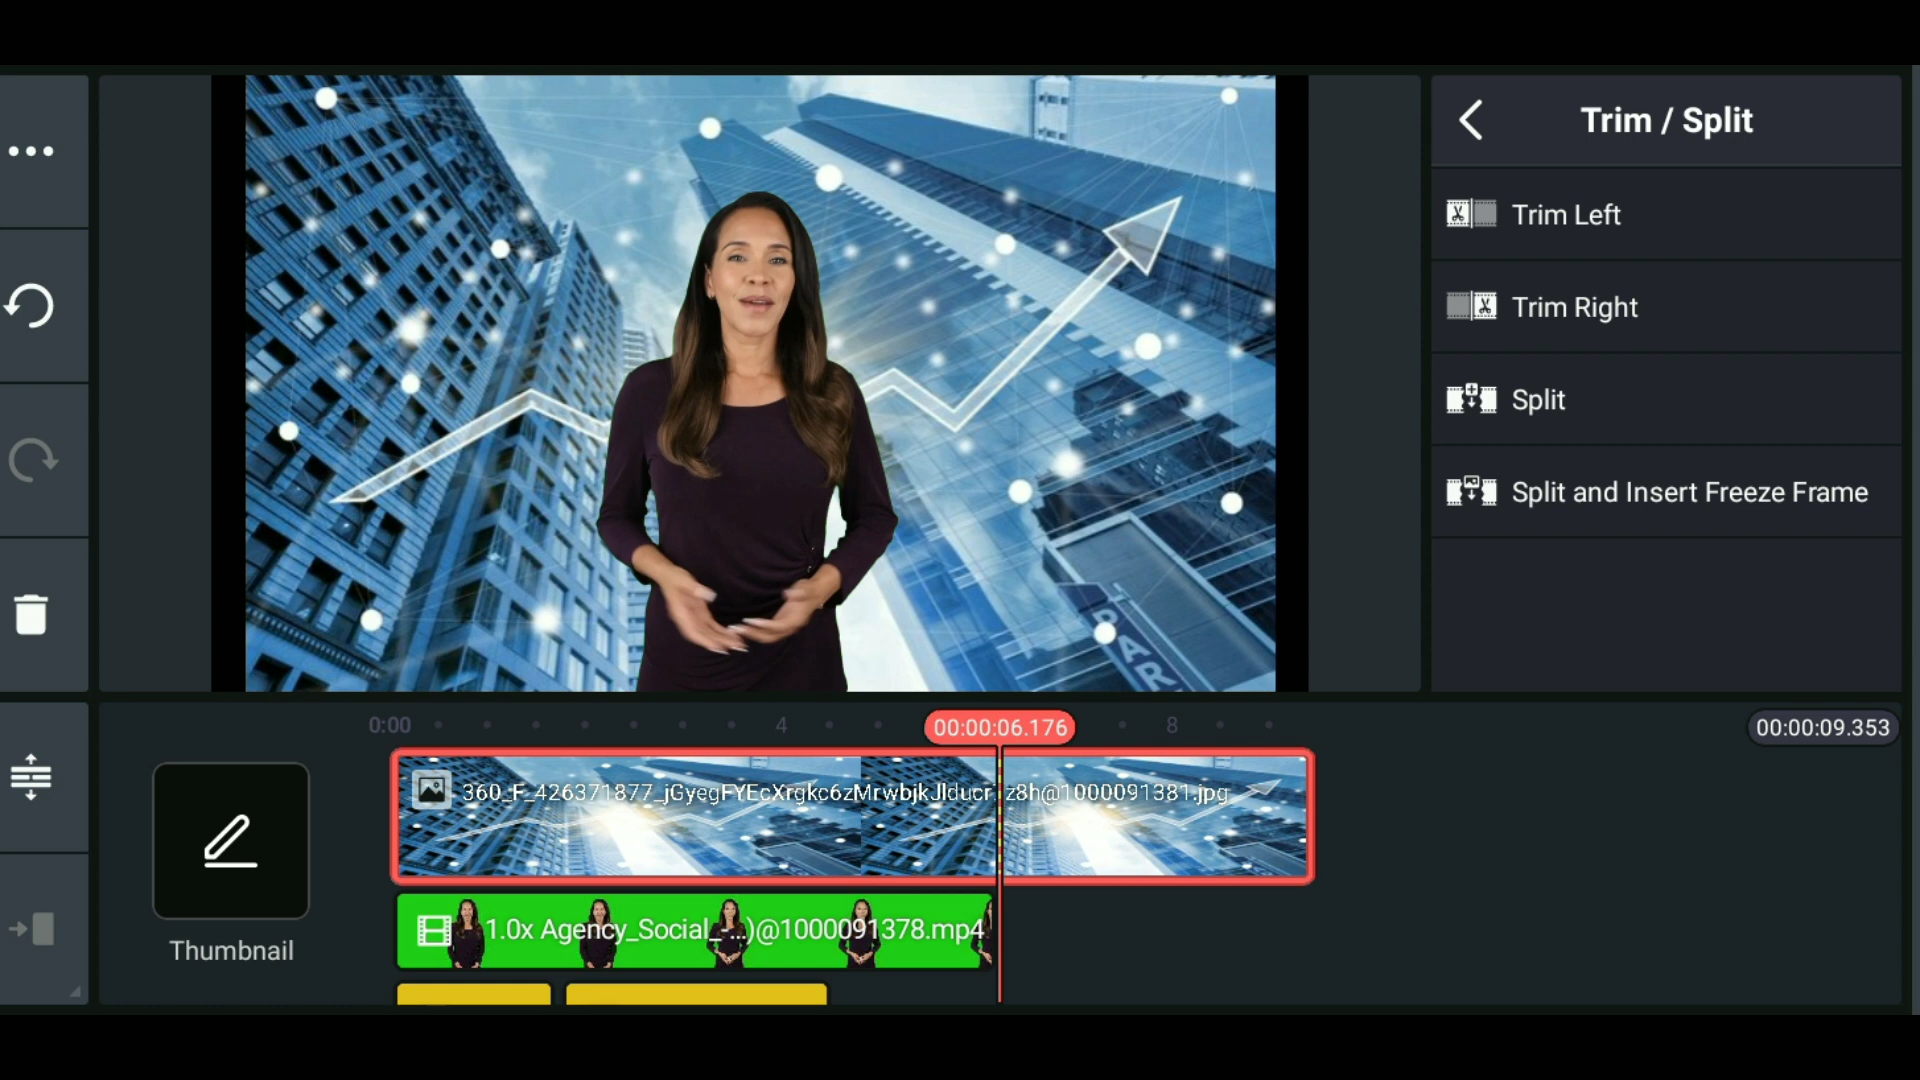 Trim / Split
Trim Left
Trim Right
Split
Split and Insert Freeze Frame
PAR
0:00
4
00:00:06.176
8
00:00:09.353
360_F_426371877_jGyegFYEcXrgkc6zMrwbjkJlducr z8h@1000091381.jpg
1.0x Agency_Social_-...)@1000091378.mp4
Thumbnail